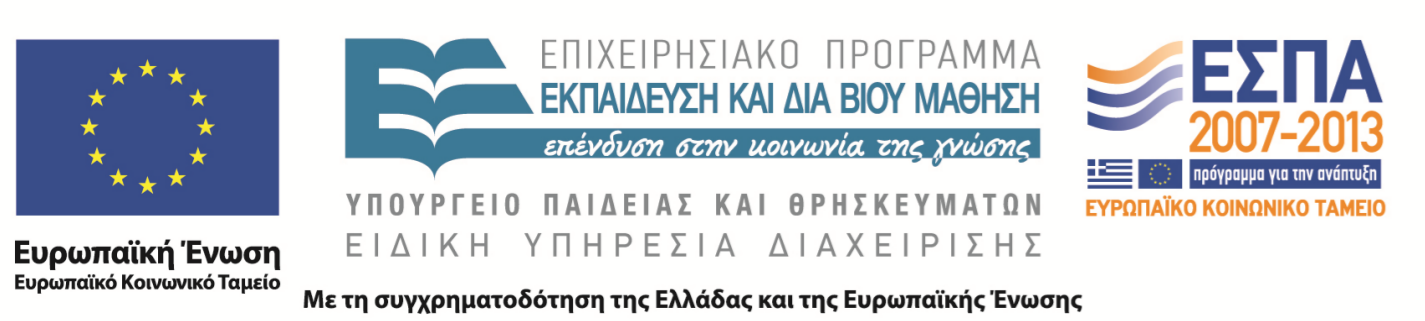 Ευρωπαϊκή Ένωση
Ευρωπαϊκό Κοινωνικό Ταμείο
ΕΠΙΧΕΙΡΗΣΙΑΚΟ ΠΡΟΓΡΑΜΜΑ
ΕΚΠΑΙΔΕΥΣΗ ΚΑΙ ΔΙΑ ΒΙΟΥ ΜΑΘΗΣΗ
επένδυση στην κοινωνία της γνώσης
ΥΠΟΥΡΓΕΙΟ ΠΑΙΔΕΙΑΣ ΚΑΙ ΘΡΗΣΚΕΥΜΑΤΩΝ
ΕΙΔΙΚΗ ΥΠΗΡΕΣΙΑ ΔΙΑΧΕΙΡΙΣΗΣ
ΕΣΠΑ
2007-2013
πρόγραμμα για την ανάπτυξη
ΕΥΡΩΠΑΪΚΟ ΚΟΙΝΩΝΙΚΟ ΤΑΜΕΙΟ
Με τη συγχρηματοδότηση της Ελλάδας και της Ευρωπαϊκής Ένωσης